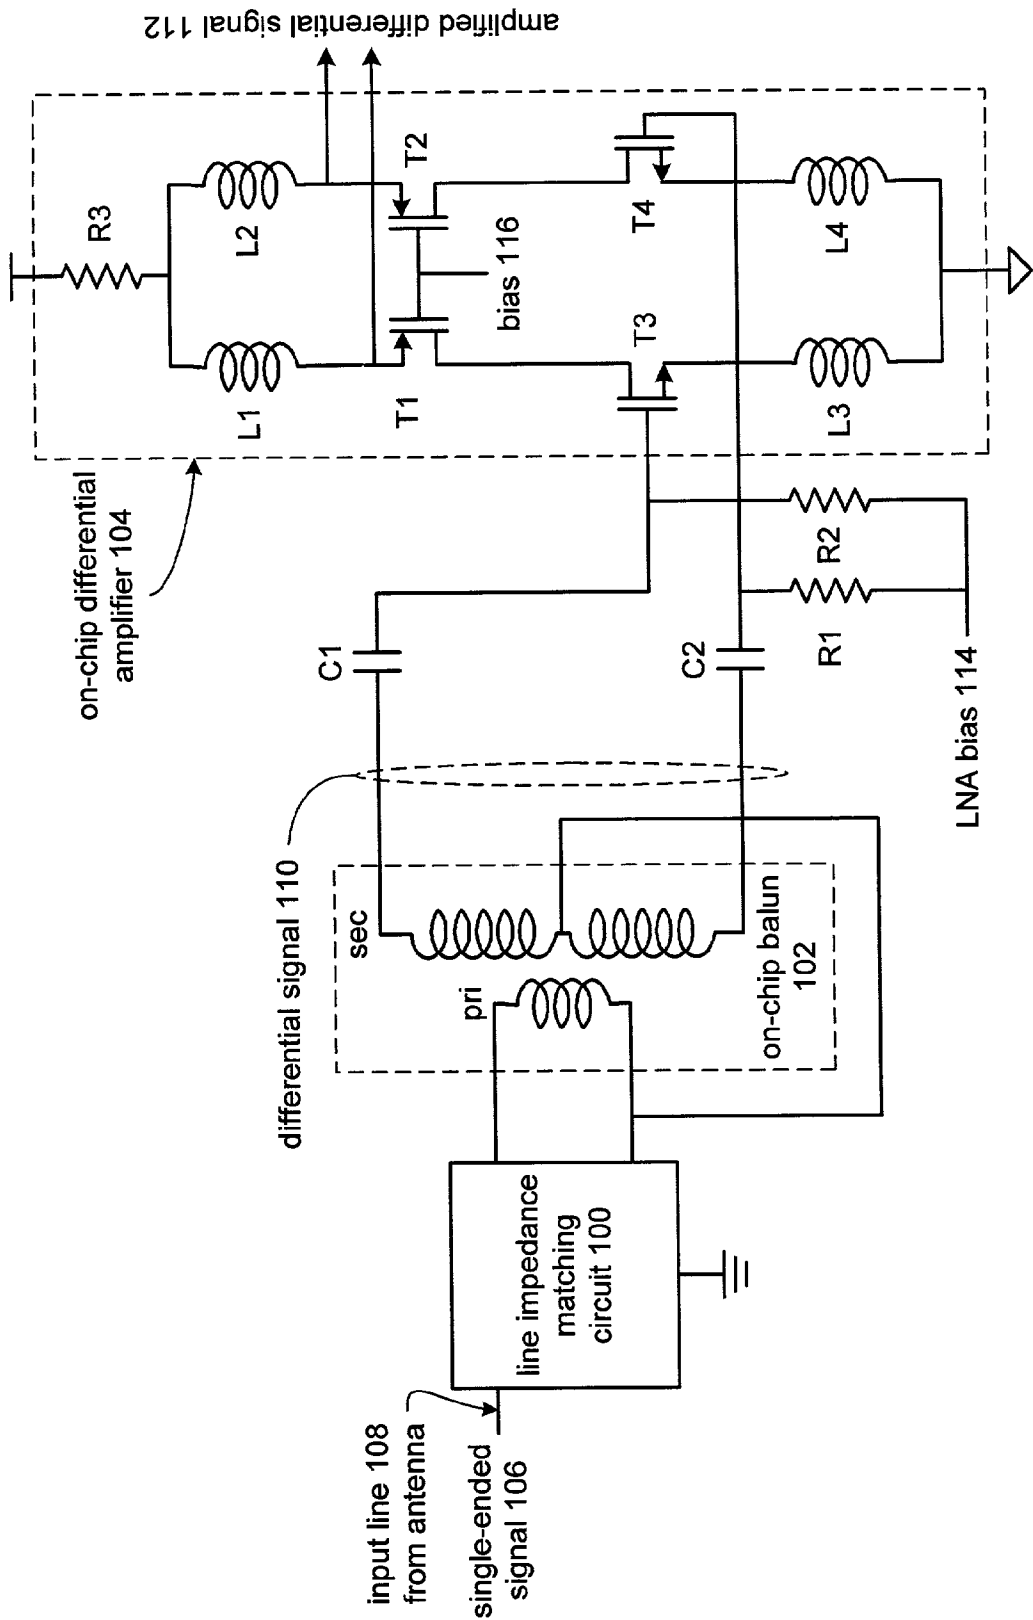 input line 108
from antenna
single-ended
signal 106
line impedance
matching
circuit 100
differential signal 110
pri
sec
on-chip balun
102
C1
C2
on-chip differential
amplifier 104
R1
R2
LNA bias 114
R3
L1
L2
T1
T2
bias 116
T3
T4
L3
L4
amplified differential signal 112